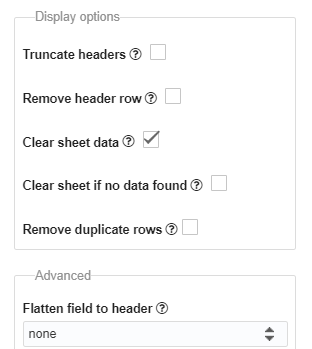 Display options
Truncate headers ?
Remove header row ?
Clear sheet data ?
Clear sheet if no data found ?
Remove duplicate rows ?
Advanced
Flatten field to header ?
none